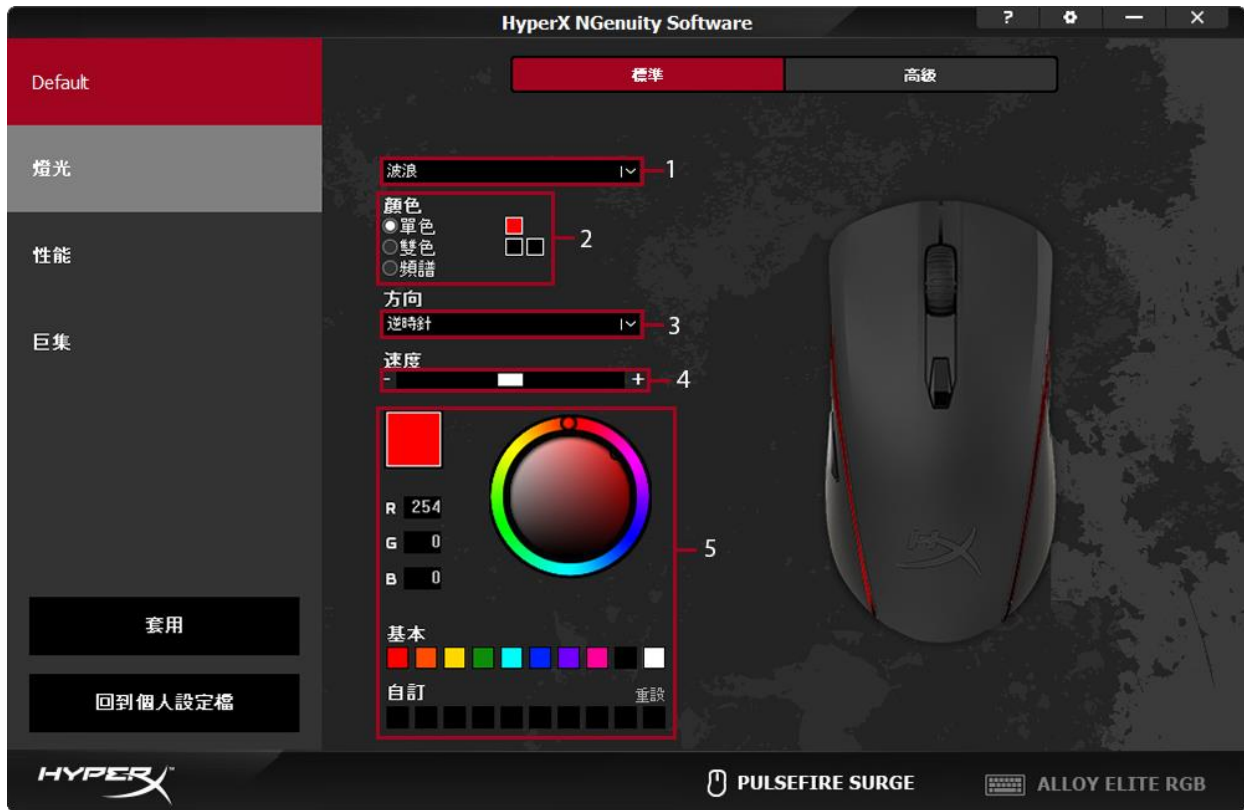 HyperX NGenuity Software
?
Default
標準
高級
燈光
波浪
1
顏色
單色
雙色
頻譜
2
性能
方向
逆時針
3
巨集
速度
- +
4
R 254
G 0
B 0
5
基本
自訂
重設
套用
回到個人設定檔
HYPERX
PULSEFIRE SURGE
ALLOY ELITE RGB